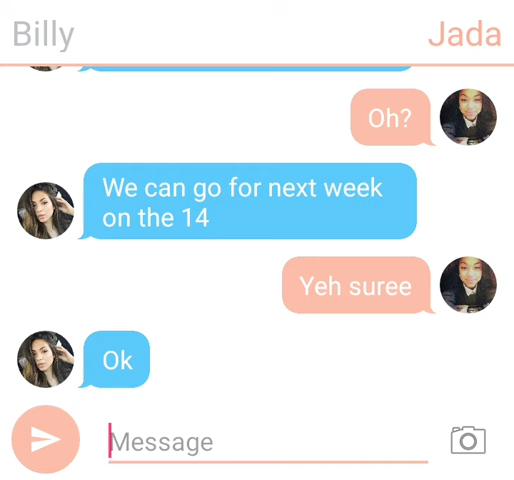 Billy
Jada
Oh?
We can go for next week
on the 14
Yeh suree
Ok
Message